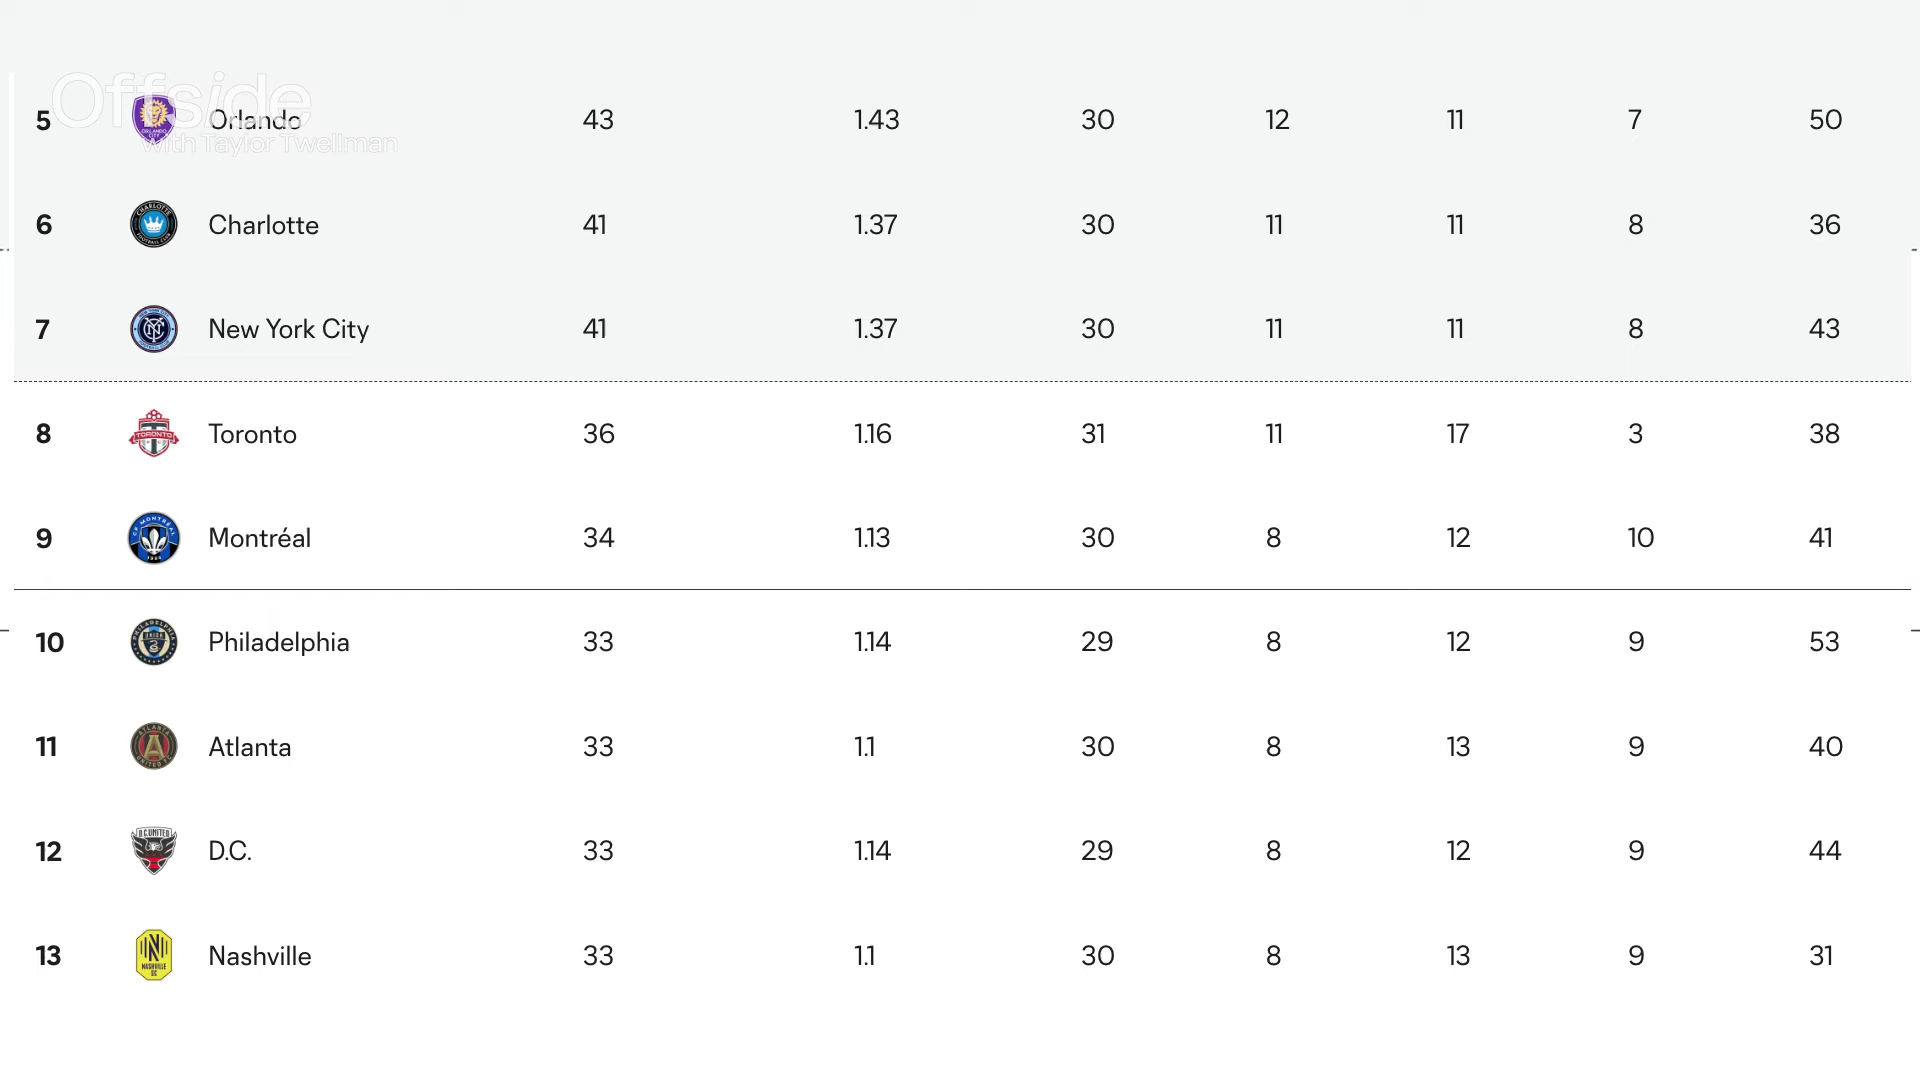 Offside
with Taylor Twellman
5 Orlando 43 1.43 30 12 11 7 50
6 Charlotte 41 1.37 30 11 11 8 36
7 New York City 41 1.37 30 11 11 8 43
8 TORONTO Toronto 36 1.16 31 11 17 3 38
9 Montréal 34 1.13 30 8 12 10 41
10 Philadelphia 33 1.14 29 8 12 9 53
11 Atlanta 33 1.1 30 8 13 9 40
12 D.C.UNITED D.C. 33 1.14 29 8 12 9 44
13 NASHVILLE SC Nashville 33 1.1 30 8 13 9 31